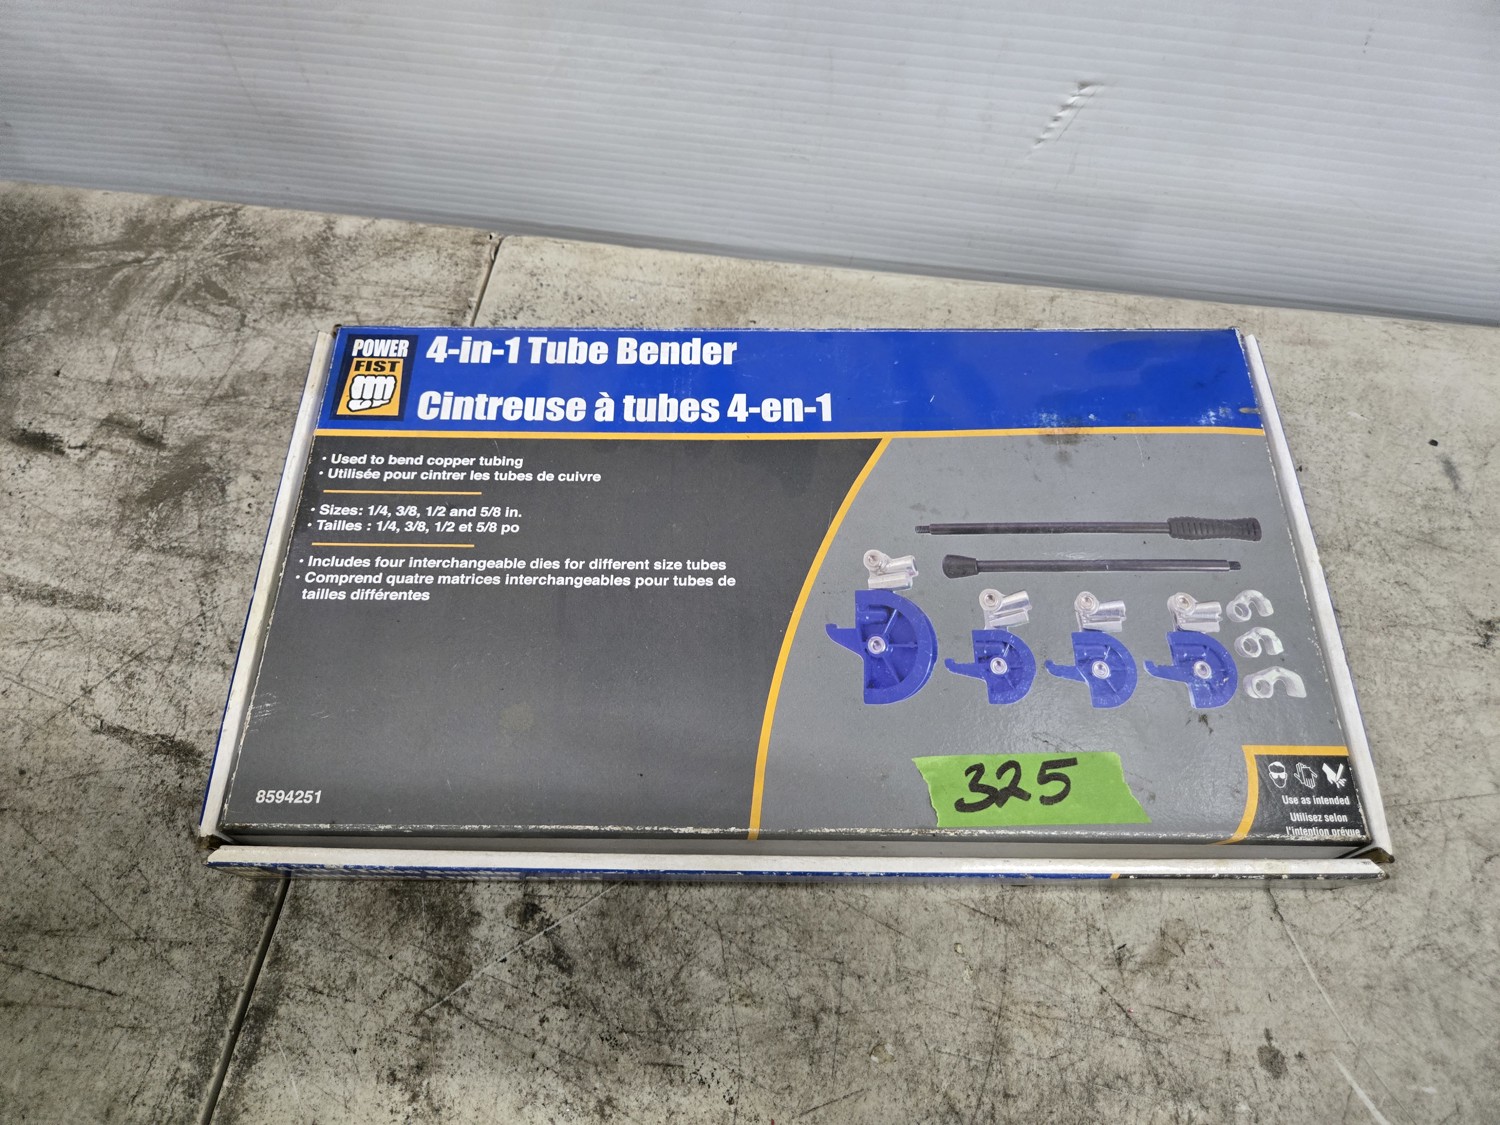 POWER
FIST
4-in-1 Tube Bender
Cintreuse à tubes 4-en-1
• Used to bend copper tubing
• Utilisée pour cintrer les tubes de cuivre
• Sizes: 1/4, 3/8, 1/2 and 5/8 in.
• Tailles : 1/4, 3/8, 1/2 et 5/8 po
• Includes four interchangeable dies for different size tubes
• Comprend quatre matrices interchangeables pour tubes de
tailles différentes
8594251
325
Use as intended
Utilisez selon
l'intention prévue